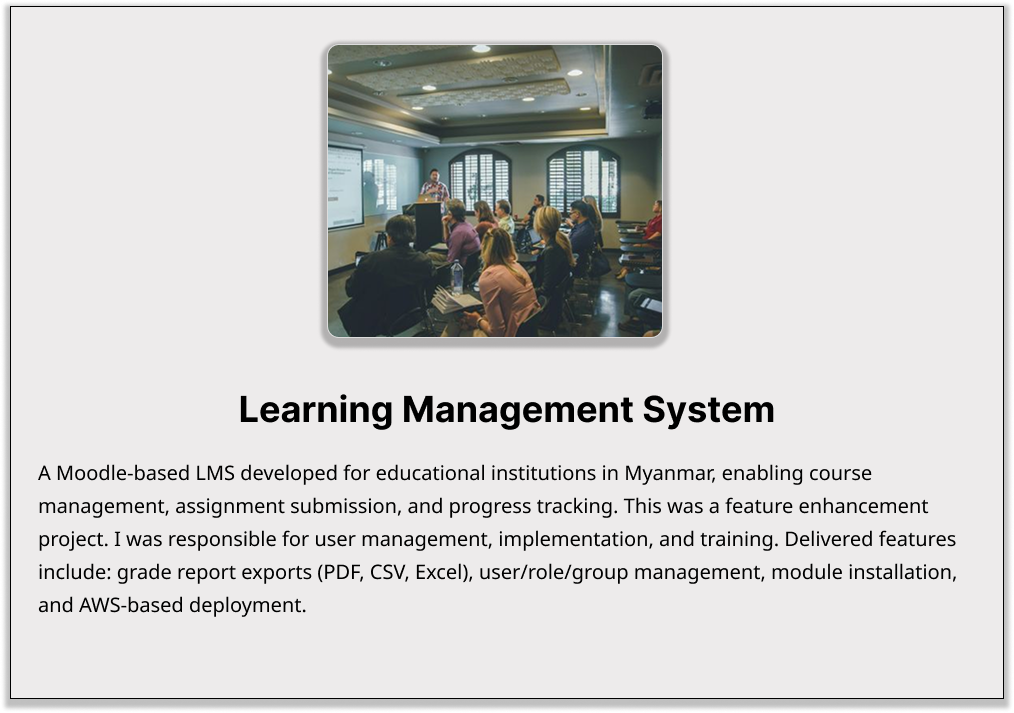 Learning Management System
A Moodle-based LMS developed for educational institutions in Myanmar, enabling course
management, assignment submission, and progress tracking. This was a feature enhancement
project. I was responsible for user management, implementation, and training. Delivered features
include: grade report exports (PDF, CSV, Excel), user/role/group management, module installation,
and AWS-based deployment.